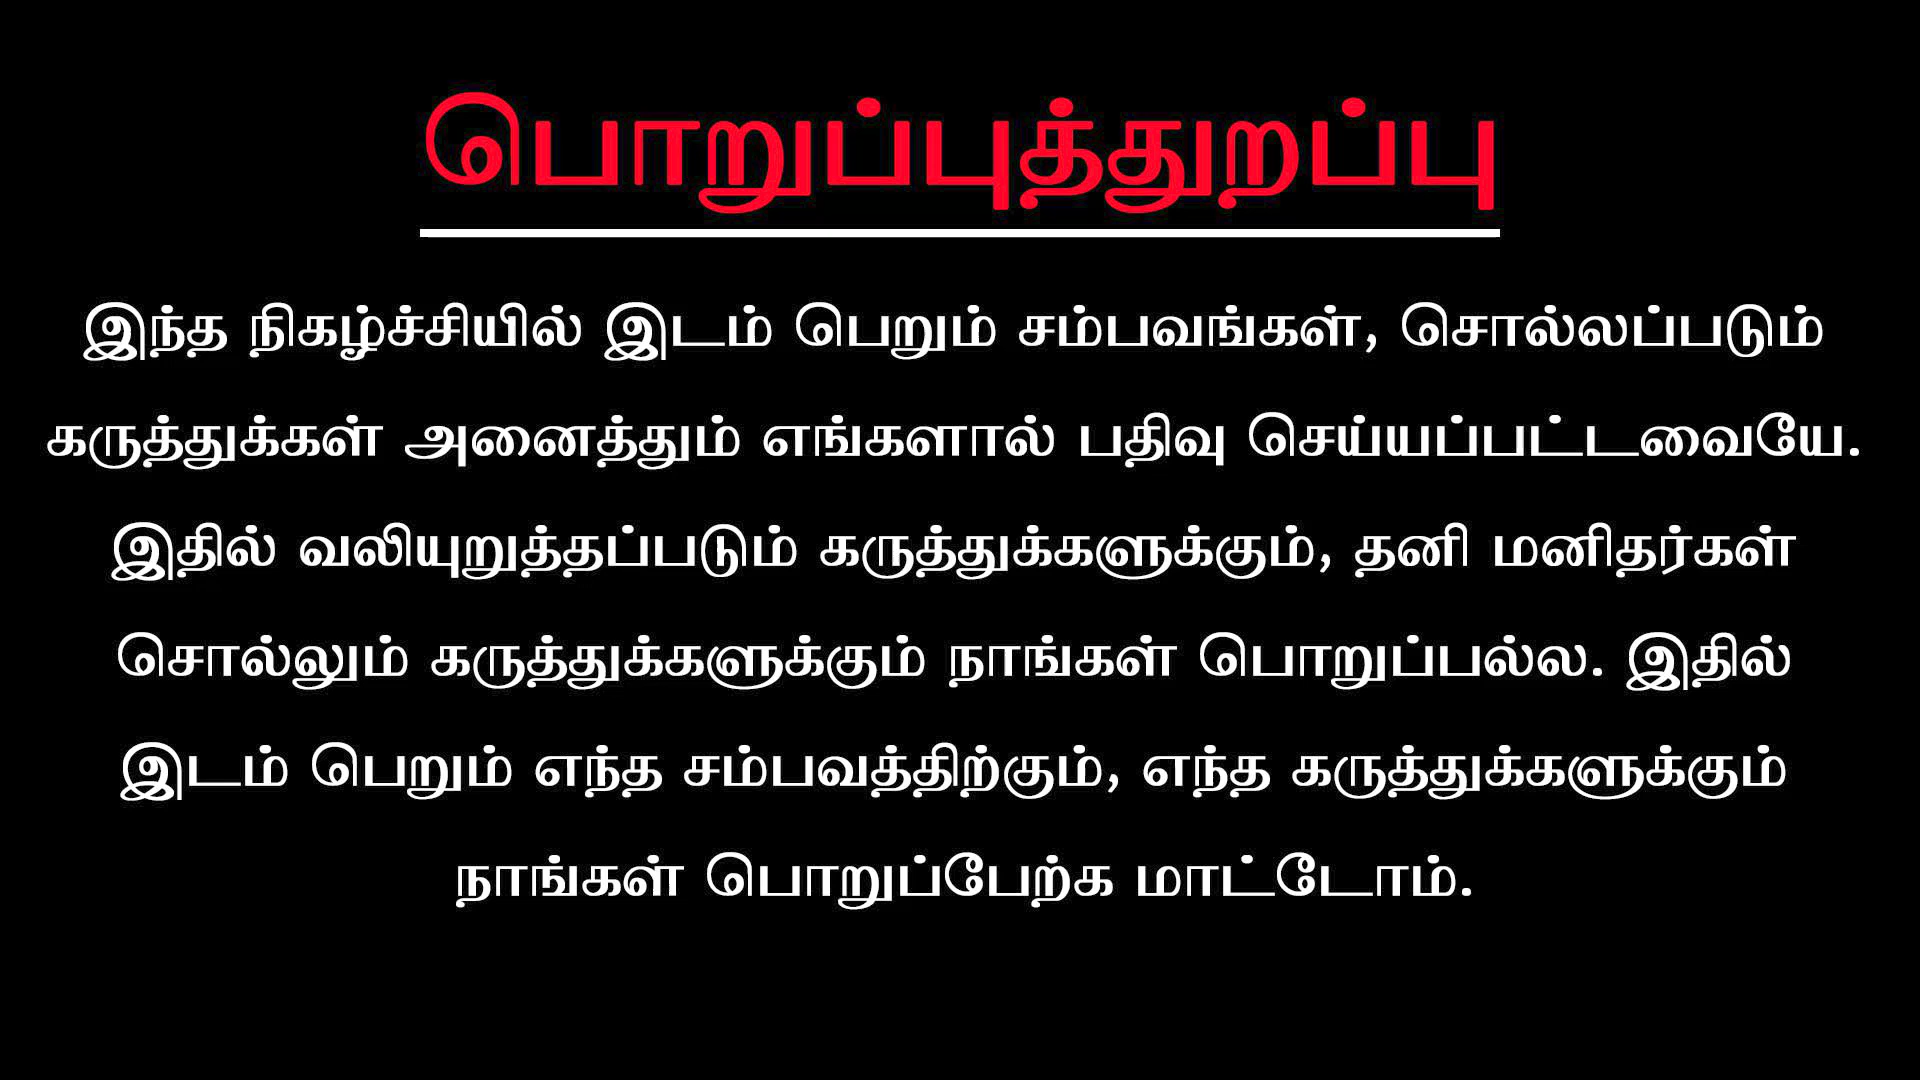 பொறுப்புத்துறப்பு
இந்த நிகழ்ச்சியில் இடம் பெறும் சம்பவங்கள், சொல்லப்படும்
கருத்துக்கள் அனைத்தும் எங்களால் பதிவு செய்யப்பட்டவையே.
இதில் வலியுறுத்தப்படும் கருத்துக்களுக்கும், தனி மனிதர்கள்
சொல்லும் கருத்துக்களுக்கும் நாங்கள் பொறுப்பல்ல. இதில்
இடம் பெறும் எந்த சம்பவத்திற்கும், எந்த கருத்துக்களுக்கும்
நாங்கள் பொறுப்பேற்க மாட்டோம்.